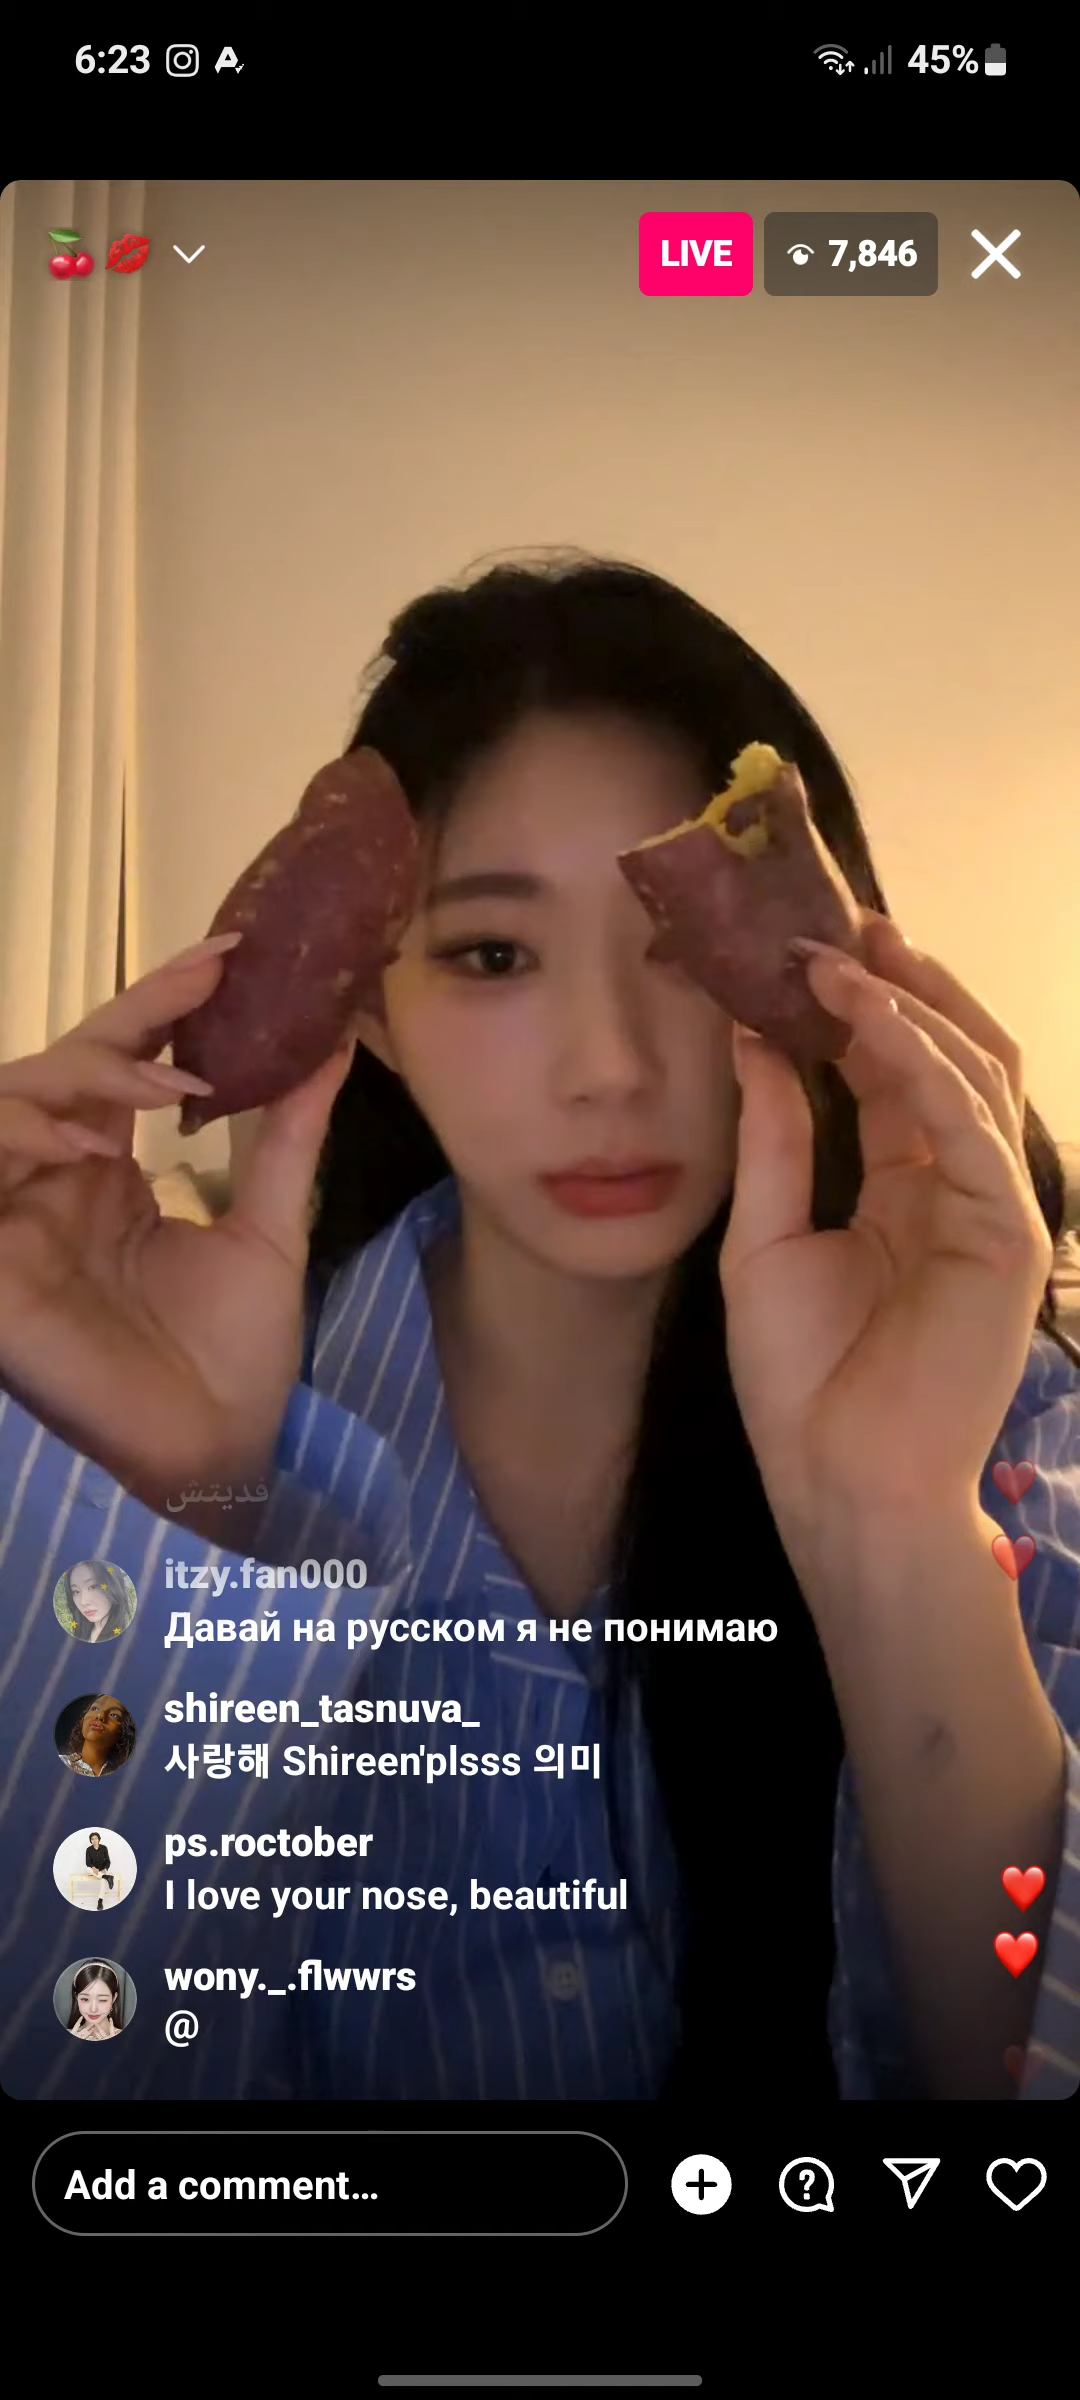 6:23
45%
LIVE
7,846
فديتش
itzy.fan000
Давай на русском я не понимаю
shireen_tasnuva_
사랑해 Shireen'plsss 의미
ps.roctober
I love your nose, beautiful
wony._.flwwrs
@
Add a comment...